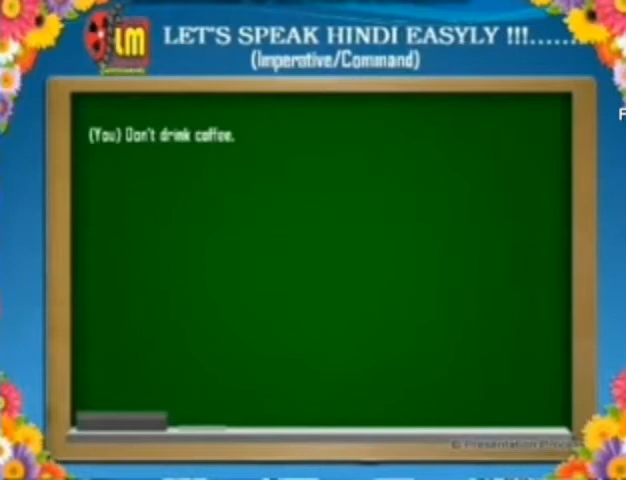 LM
LET'S SPEAK HINDI EASYLY !!!.......
(Imperative/Command)
(You) Don't drink coffee.
© Presentation